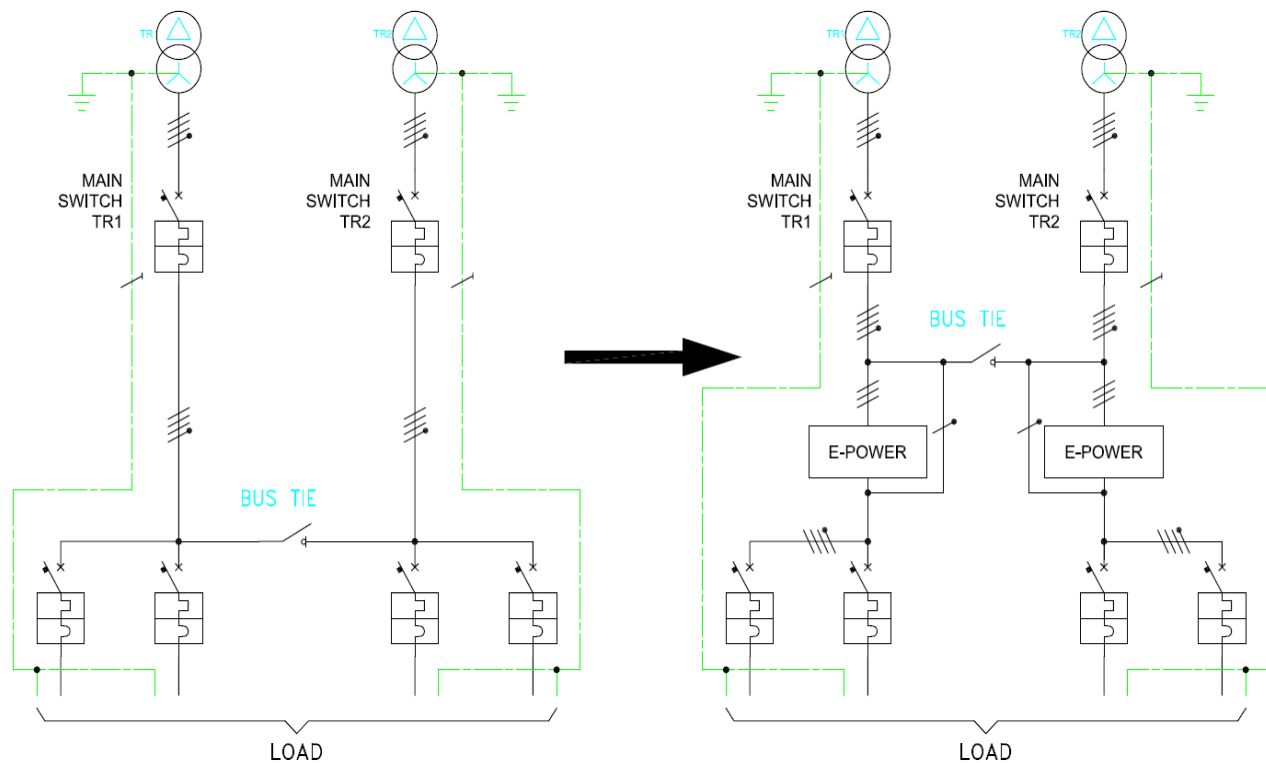 TR
TR2
TR1
TR2
MAIN
SWITCH
TR1
MAIN
SWITCH
TR2
MAIN
SWITCH
TR1
MAIN
SWITCH
TR2
BUS TIE
E-POWER
E-POWER
BUS TIE
LOAD
LOAD